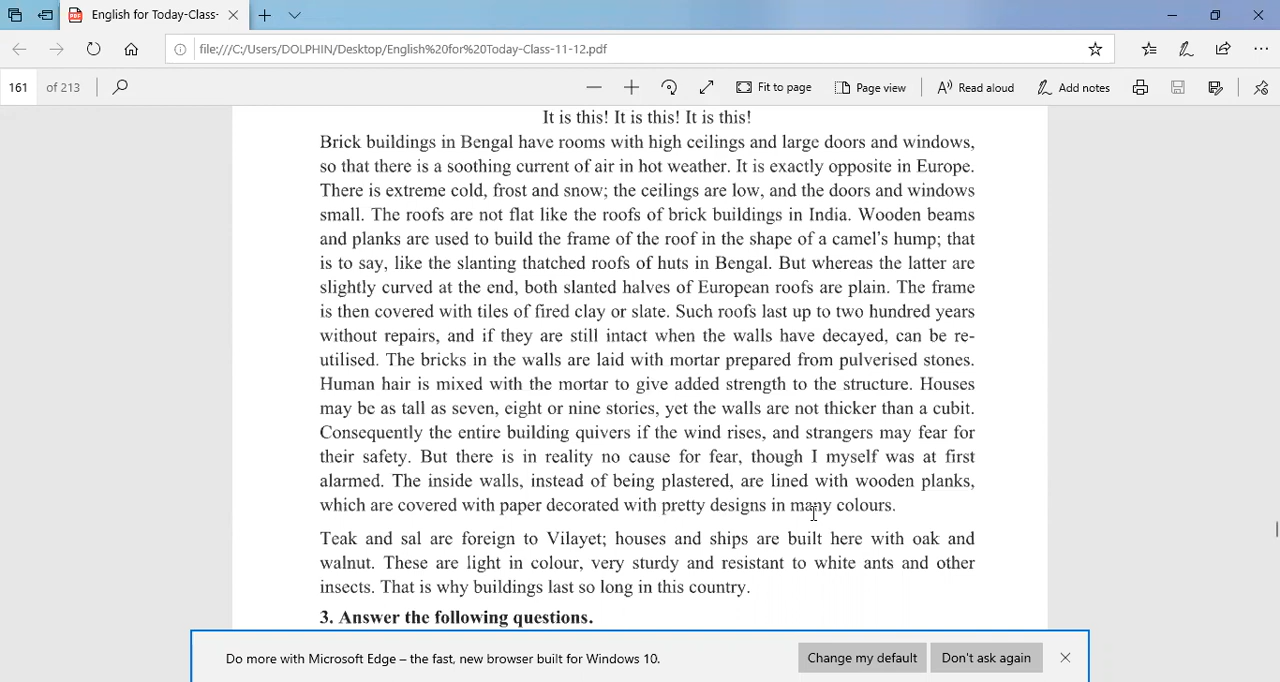 English for Today-Class-
file:///C:/Users/DOLPHIN/Desktop/English%20for%20Today-Class-11-12.pdf
161 of 213 Fit to page Page view Read aloud Add notes
It is this! It is this! It is this!
Brick buildings in Bengal have rooms with high ceilings and large doors and windows,
so that there is a soothing current of air in hot weather. It is exactly opposite in Europe.
There is extreme cold, frost and snow; the ceilings are low, and the doors and windows
small. The roofs are not flat like the roofs of brick buildings in India. Wooden beams
and planks are used to build the frame of the roof in the shape of a camel's hump; that
is to say, like the slanting thatched roofs of huts in Bengal. But whereas the latter are
slightly curved at the end, both slanted halves of European roofs are plain. The frame
is then covered with tiles of fired clay or slate. Such roofs last up to two hundred years
without repairs, and if they are still intact when the walls have decayed, can be re-
utilised. The bricks in the walls are laid with mortar prepared from pulverised stones.
Human hair is mixed with the mortar to give added strength to the structure. Houses
may be as tall as seven, eight or nine stories, yet the walls are not thicker than a cubit.
Consequently the entire building quivers if the wind rises, and strangers may fear for
their safety. But there is in reality no cause for fear, though I myself was at first
alarmed. The inside walls, instead of being plastered, are lined with wooden planks,
which are covered with paper decorated with pretty designs in many colours.
Teak and sal are foreign to Vilayet; houses and ships are built here with oak and
walnut. These are light in colour, very sturdy and resistant to white ants and other
insects. That is why buildings last so long in this country.
3. Answer the following questions.
Do more with Microsoft Edge – the fast, new browser built for Windows 10. Change my default Don't ask again